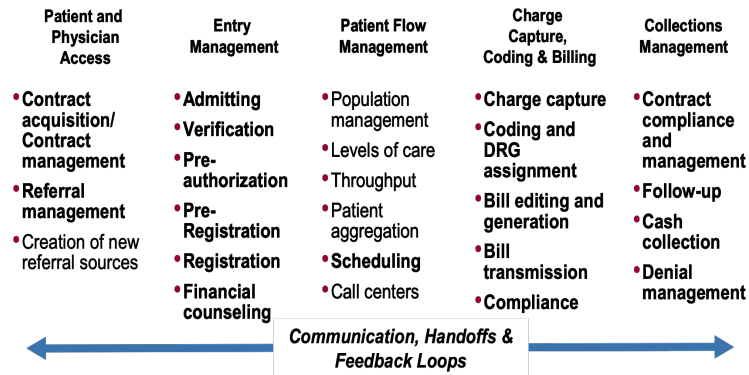 Patient and
Physician
Access
• Contract
acquisition/
Contract
management
• Referral
management
• Creation of new
referral sources
Entry
Management
• Admitting
• Verification
• Pre-
authorization
• Pre-
Registration
• Registration
• Financial
counseling
Patient Flow
Management
• Population
management
• Levels of care
• Throughput
• Patient
aggregation
• Scheduling
• Call centers
Charge
Capture,
Coding & Billing
• Charge capture
• Coding and
DRG
assignment
• Bill editing and
generation
• Bill
transmission
• Compliance
Collections
Management
• Contract
compliance
and
management
• Follow-up
• Cash
collection
• Denial
management
Communication, Handoffs &
Feedback Loops